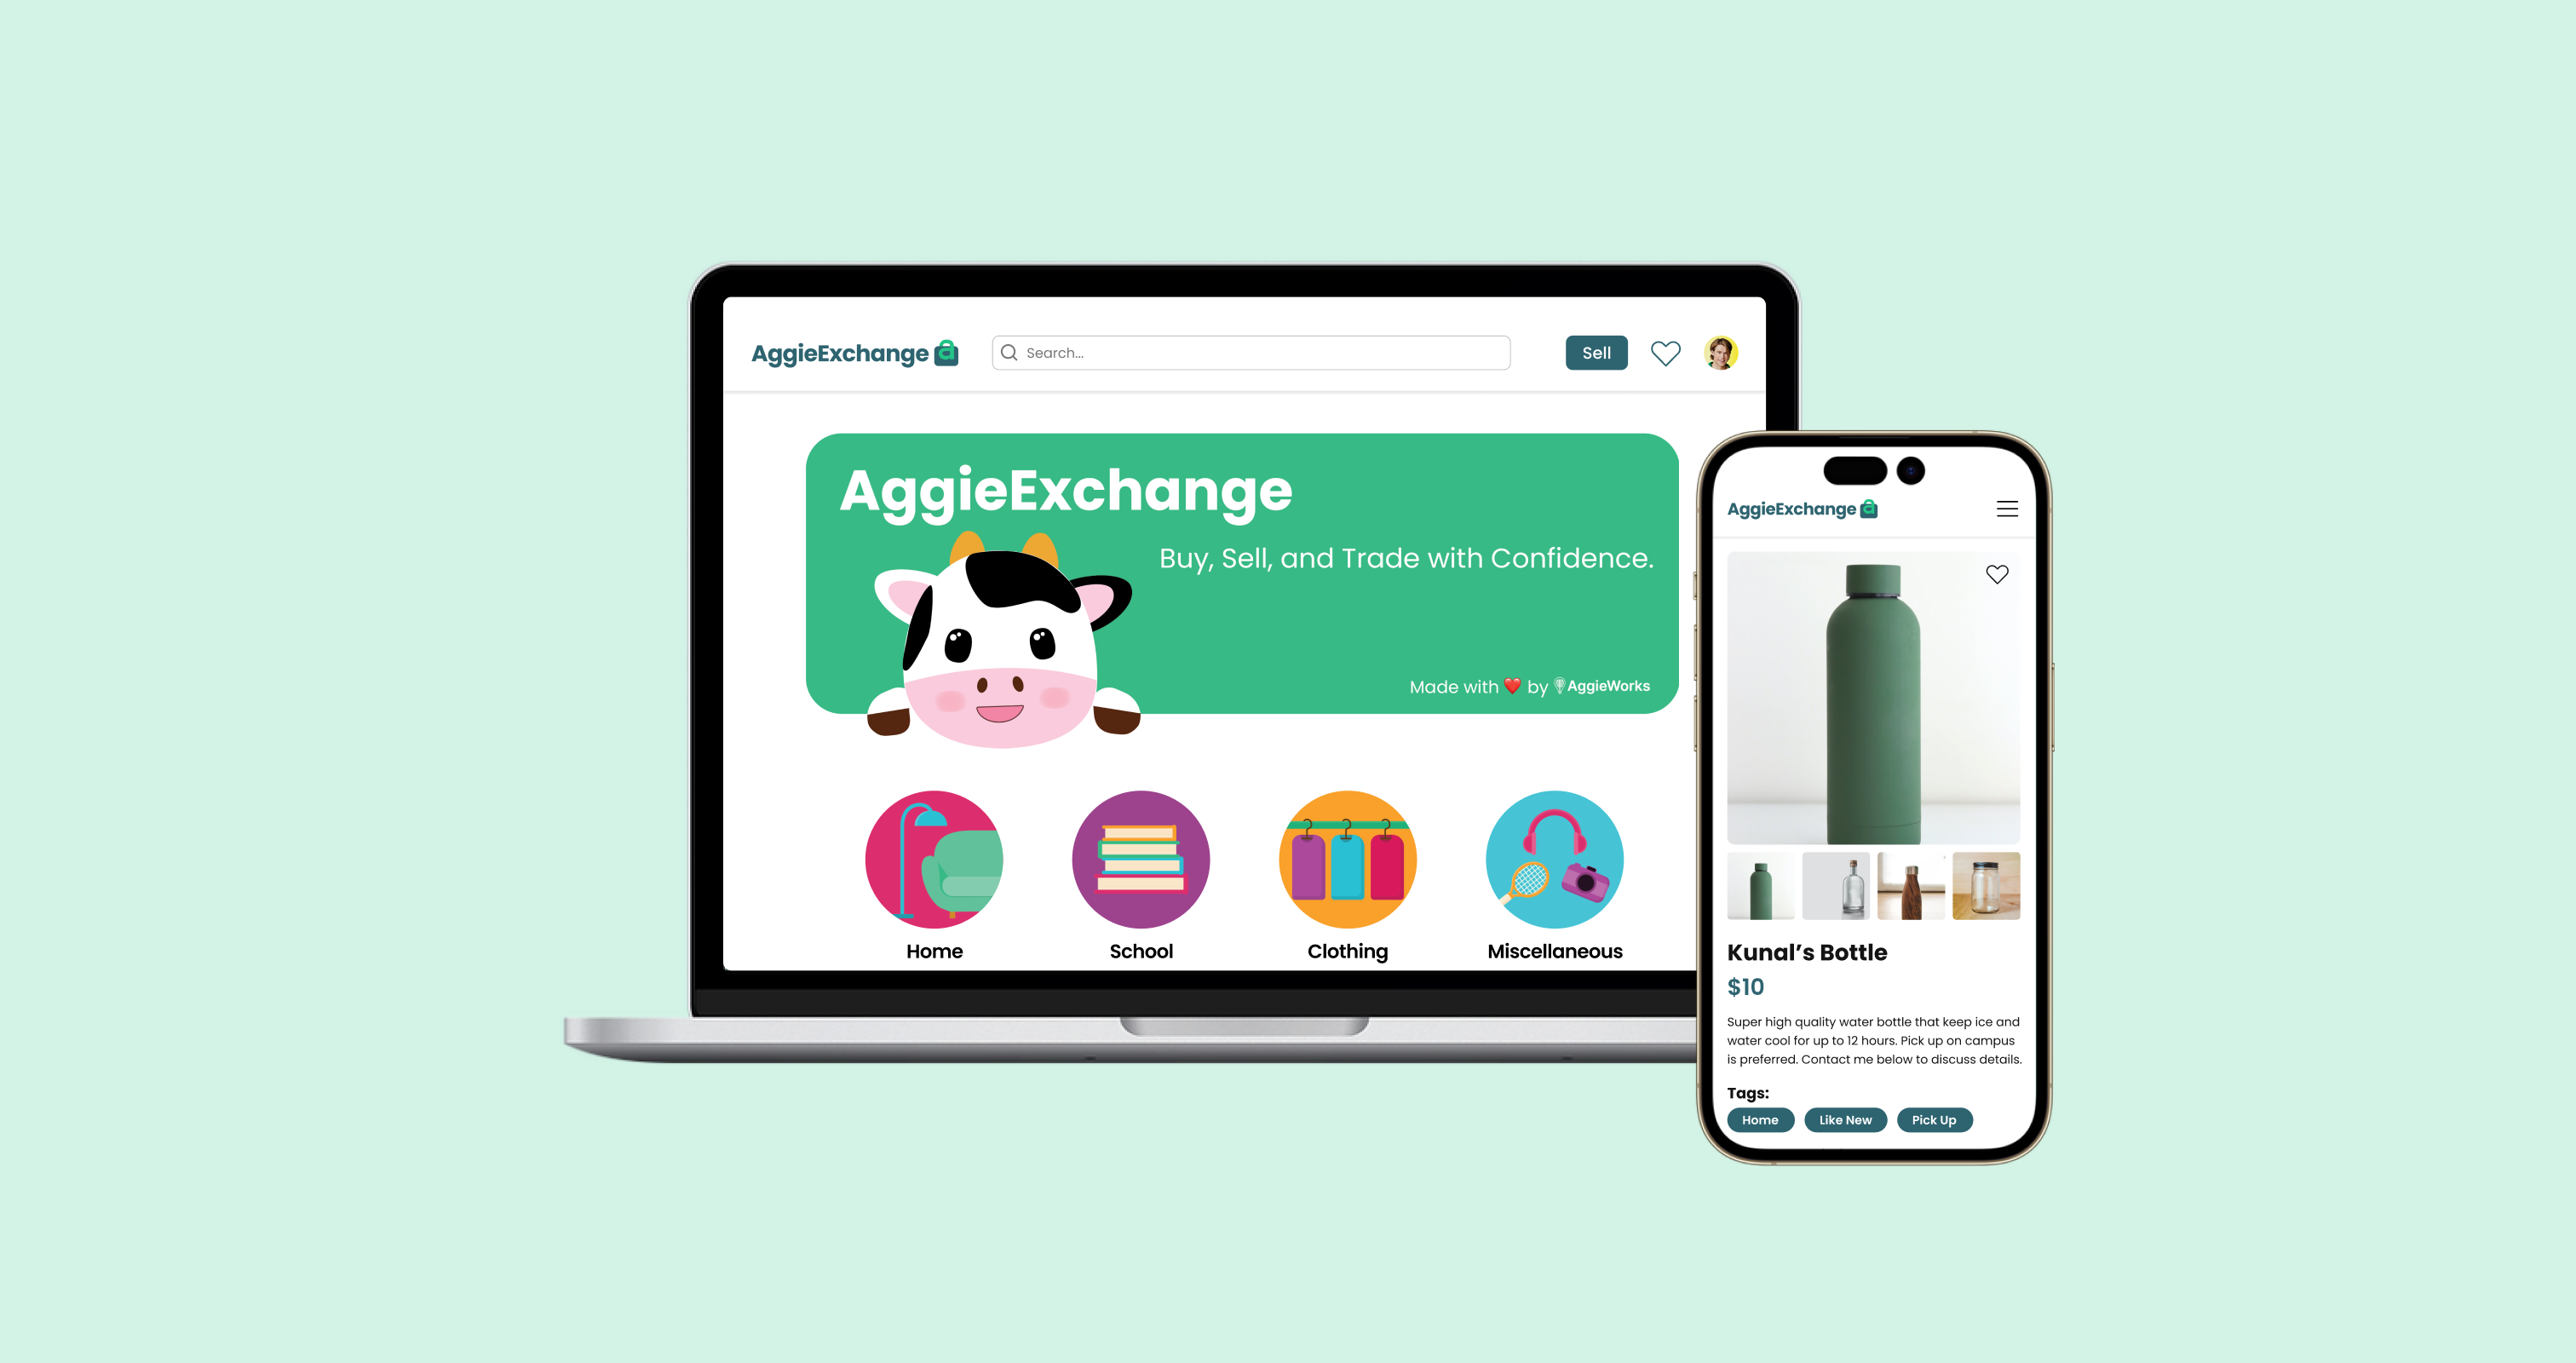 AggieExchange a
Search...
Sell
AggieExchange
Buy, Sell, and Trade with Confidence.
Made with ❤️ by AggieWorks
Home
School
Clothing
Miscellaneous
AggieExchange a
Kunal’s Bottle
$10
Super high quality water bottle that keep ice and
water cool for up to 12 hours. Pick up on campus
is preferred. Contact me below to discuss details.
Tags:
Home
Like New
Pick Up